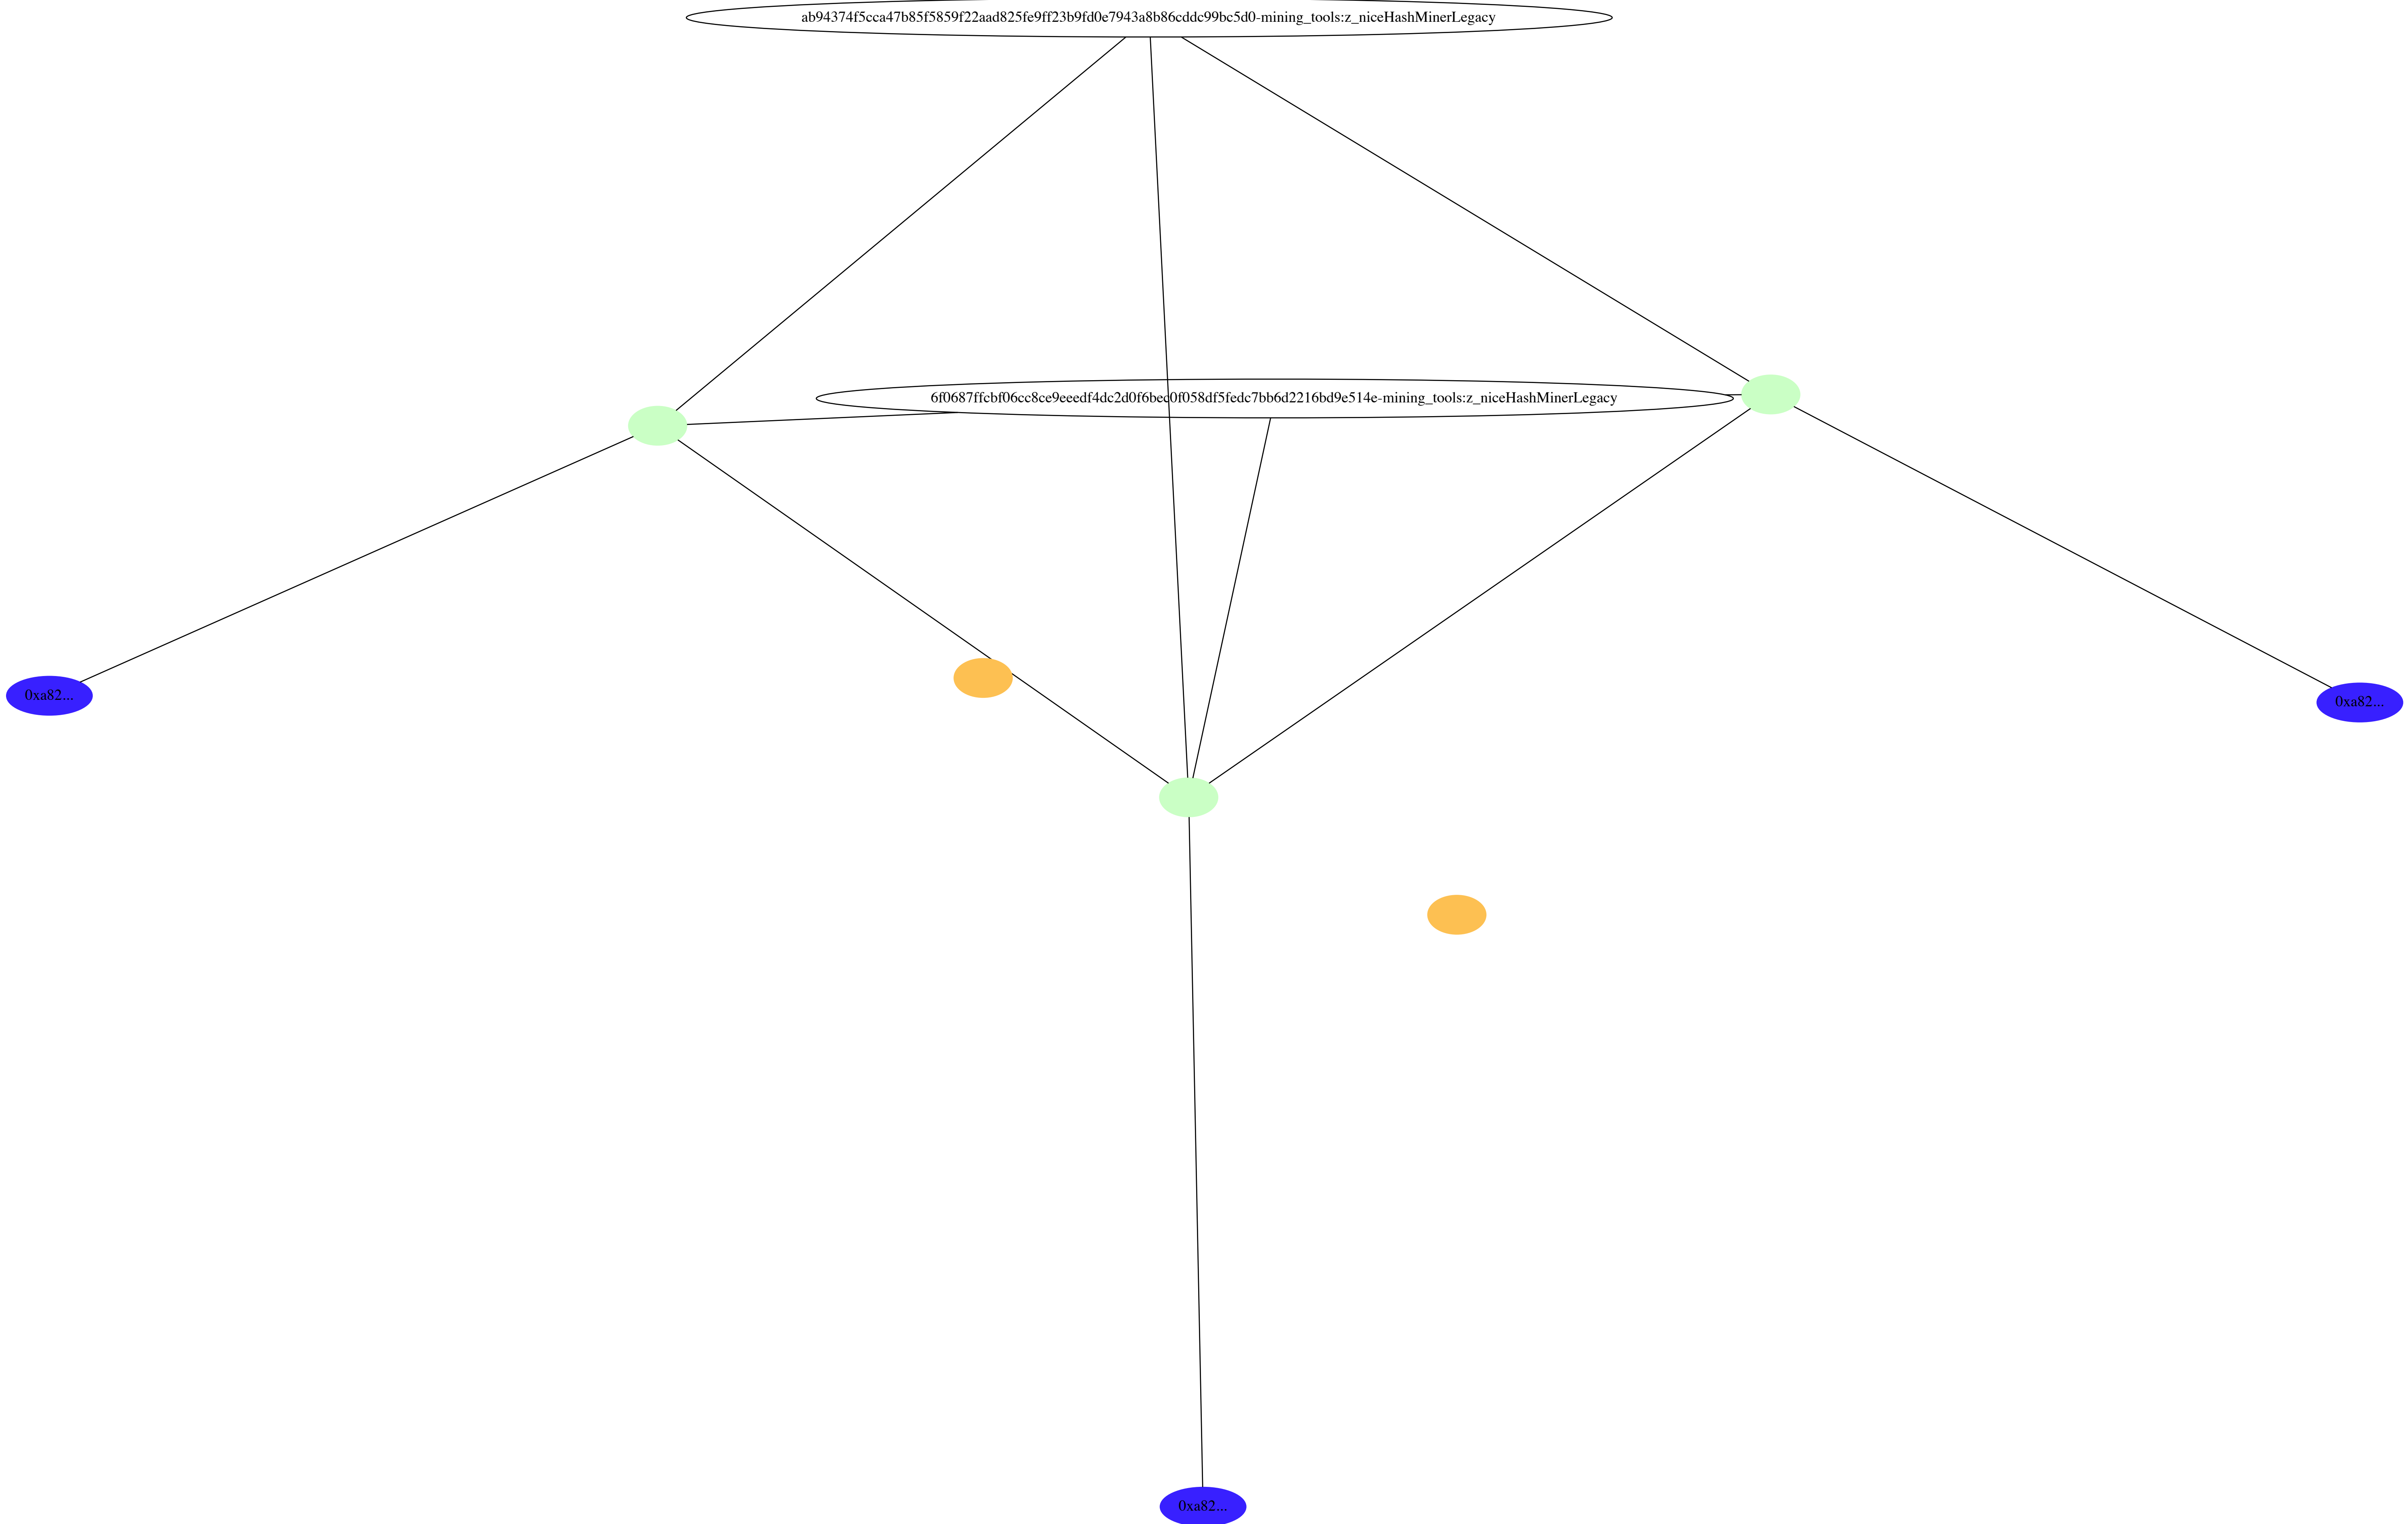 ab94374f5cca47b85f5859f22aad825fe9ff23b9fd0e7943a8b86cddc99bc5d0-mining_tools:z_niceHashMinerLegacy
6f0687ffcbf06cc8ce9eeedf4dc2d0f6bec0f058df5fedc7bb6d2216bd9e514e-mining_tools:z_niceHashMinerLegacy
0xa82...
0xa82...
0xa82...